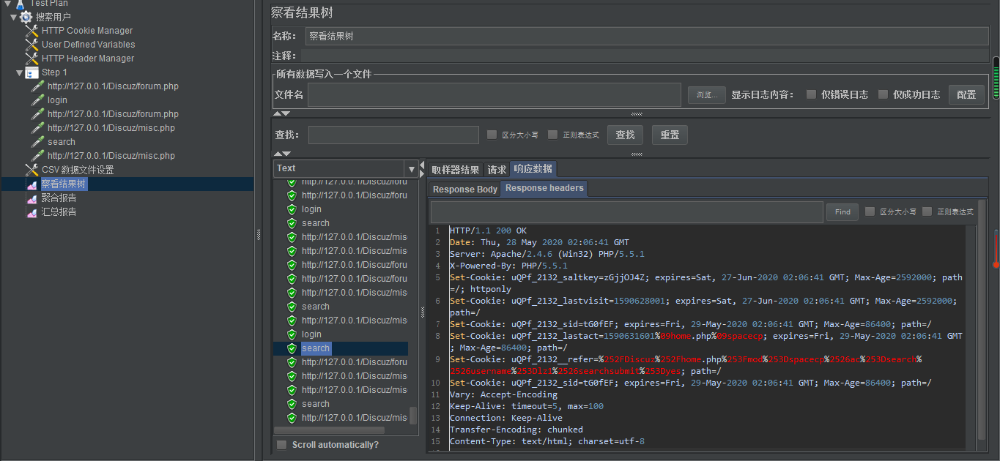 Test Plan
搜索用户
HTTP Cookie Manager
User Defined Variables
HTTP Header Manager
Step 1
http://127.0.0.1/Discuz/forum.php
login
http://127.0.0.1/Discuz/forum.php
http://127.0.0.1/Discuz/misc.php
search
http://127.0.0.1/Discuz/misc.php
CSV 数据文件设置
察看结果树
聚合报告
汇总报告
察看结果树
名称： 察看结果树
注释：
所有数据写入一个文件
文件名 浏览... 显示日志内容： 仅错误日志 仅成功日志 配置
查找： 区分大小写 正则表达式 查找 重置
Text
http://127.0.0.1/Discuz/foru
http://127.0.0.1/Discuz/foru
login
search
http://127.0.0.1/Discuz/mis
http://127.0.0.1/Discuz/mis
http://127.0.0.1/Discuz/foru
http://127.0.0.1/Discuz/foru
http://127.0.0.1/Discuz/mis
search
http://127.0.0.1/Discuz/mis
login
search
http://127.0.0.1/Discuz/foru
http://127.0.0.1/Discuz/mis
http://127.0.0.1/Discuz/mis
search
http://127.0.0.1/Discuz/mis
Scroll automatically?
取样器结果 请求 响应数据
Response Body Response headers
Find 区分大小写 正则表达式
1 HTTP/1.1 200 OK
2 Date: Thu, 28 May 2020 02:06:41 GMT
3 Server: Apache/2.4.6 (Win32) PHP/5.5.1
4 X-Powered-By: PHP/5.5.1
5 Set-Cookie: uQPf_2132_saltkey=zGjjOJ4Z; expires=Sat, 27-Jun-2020 02:06:41 GMT; Max-Age=2592000; path
=/; httponly
6 Set-Cookie: uQPf_2132_lastvisit=1590628001; expires=Sat, 27-Jun-2020 02:06:41 GMT; Max-Age=2592000;
path=/
7 Set-Cookie: uQPf_2132_sid=tG0fEF; expires=Fri, 29-May-2020 02:06:41 GMT; Max-Age=86400; path=/
8 Set-Cookie: uQPf_2132_lastact=1590631601%09home.php%09spacecp; expires=Fri, 29-May-2020 02:06:41 GMT
; Max-Age=86400; path=/
9 Set-Cookie: uQPf_2132__refer=%252FDiscuz%252Fhome.php%253Fmod%253Dspacecp%2526ac%253Dsearch%
2526username%253Dlz1%2526searchsubmit%253Dyes; path=/
10 Set-Cookie: uQPf_2132_sid=tG0fEF; expires=Fri, 29-May-2020 02:06:41 GMT; Max-Age=86400; path=/
11 Vary: Accept-Encoding
12 Keep-Alive: timeout=5, max=100
13 Connection: Keep-Alive
14 Transfer-Encoding: chunked
15 Content-Type: text/html; charset=utf-8